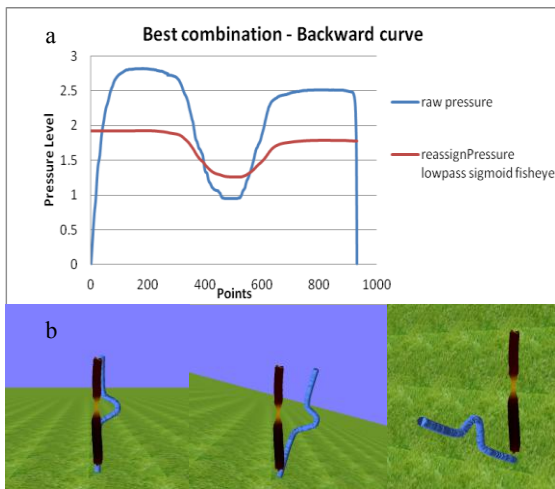 a
Best combination - Backward curve
3
2.5
2
1.5
1
0.5
0
Pressure Level
0 200 400 600 800 1000
Points
raw pressure
reassignPressure
lowpass sigmoid fisheye
b